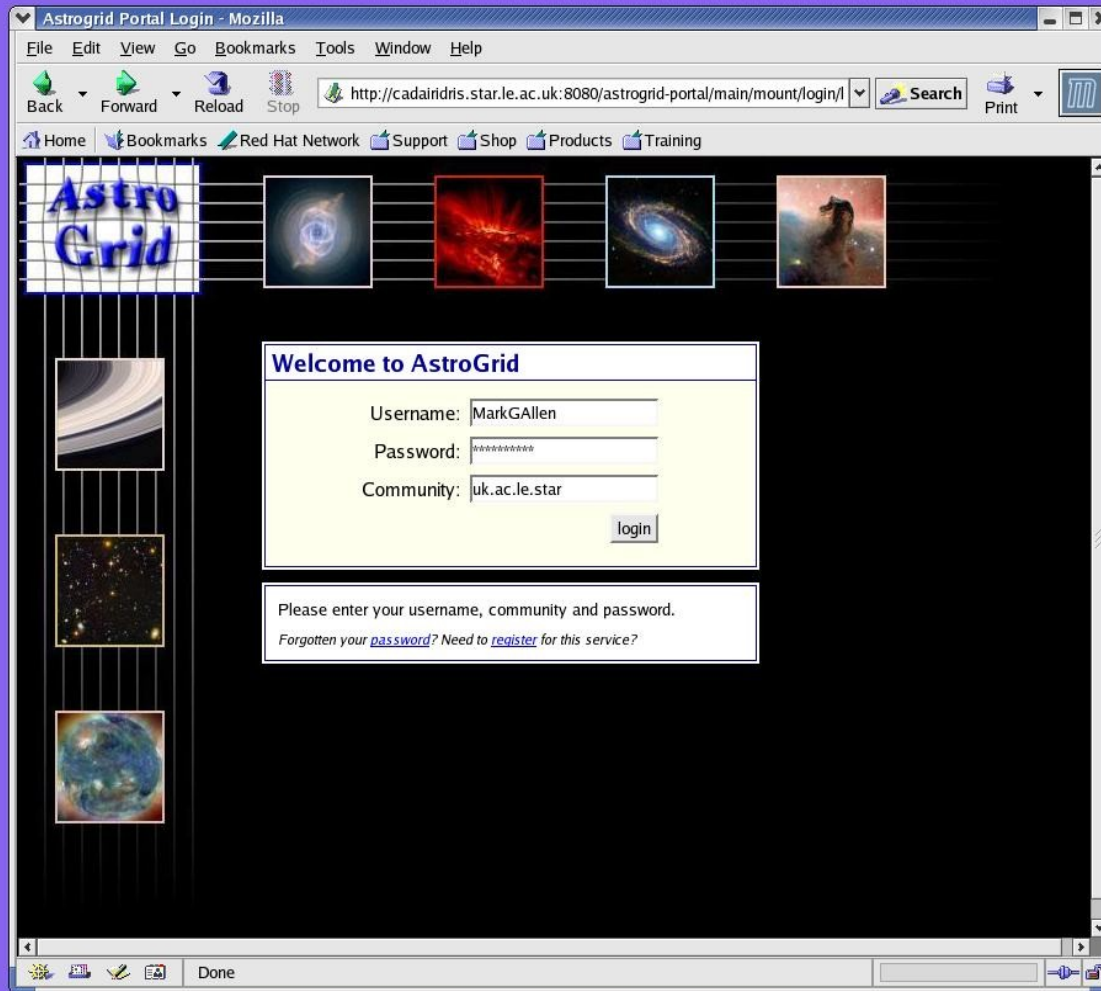 Astrogrid Portal Login - Mozilla
File Edit View Go Bookmarks Tools Window Help
Back Forward Reload Stop http://cadairidris.star.le.ac.uk:8080/astrogrid-portal/main/mount/login/l Search Print m
Home Bookmarks Red Hat Network Support Shop Products Training
Astro
Grid
Welcome to AstroGrid
Username: MarkGAllen
Password: **********
Community: uk.ac.le.star
login
Please enter your username, community and password.
Forgotten your password? Need to register for this service?
Done